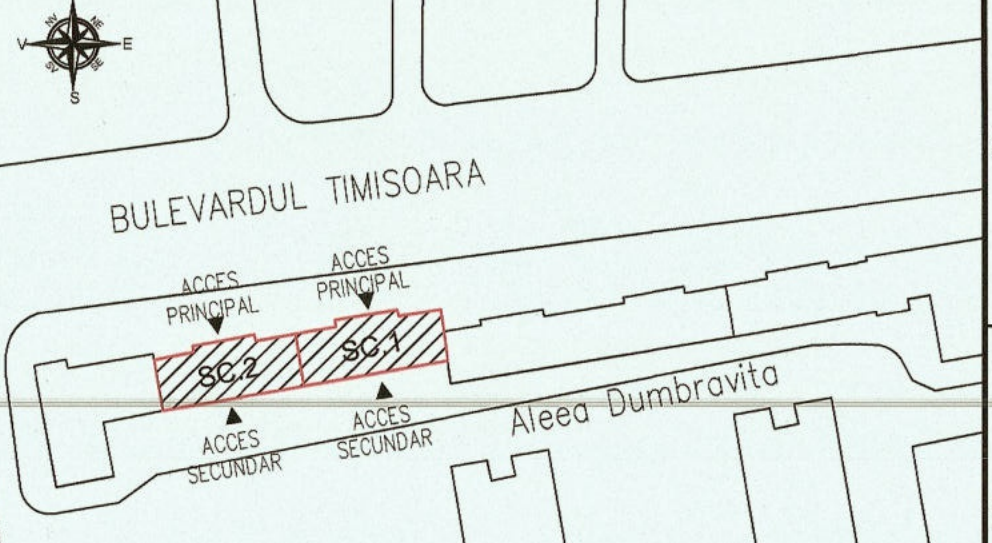 NV NE
V E
SV SE
S
BULEVARDUL TIMISOARA
ACCES
PRINCIPAL
ACCES
PRINCIPAL
SC.2
SC.1
ACCES
SECUNDAR
ACCES
SECUNDAR
Aleea Dumbravita